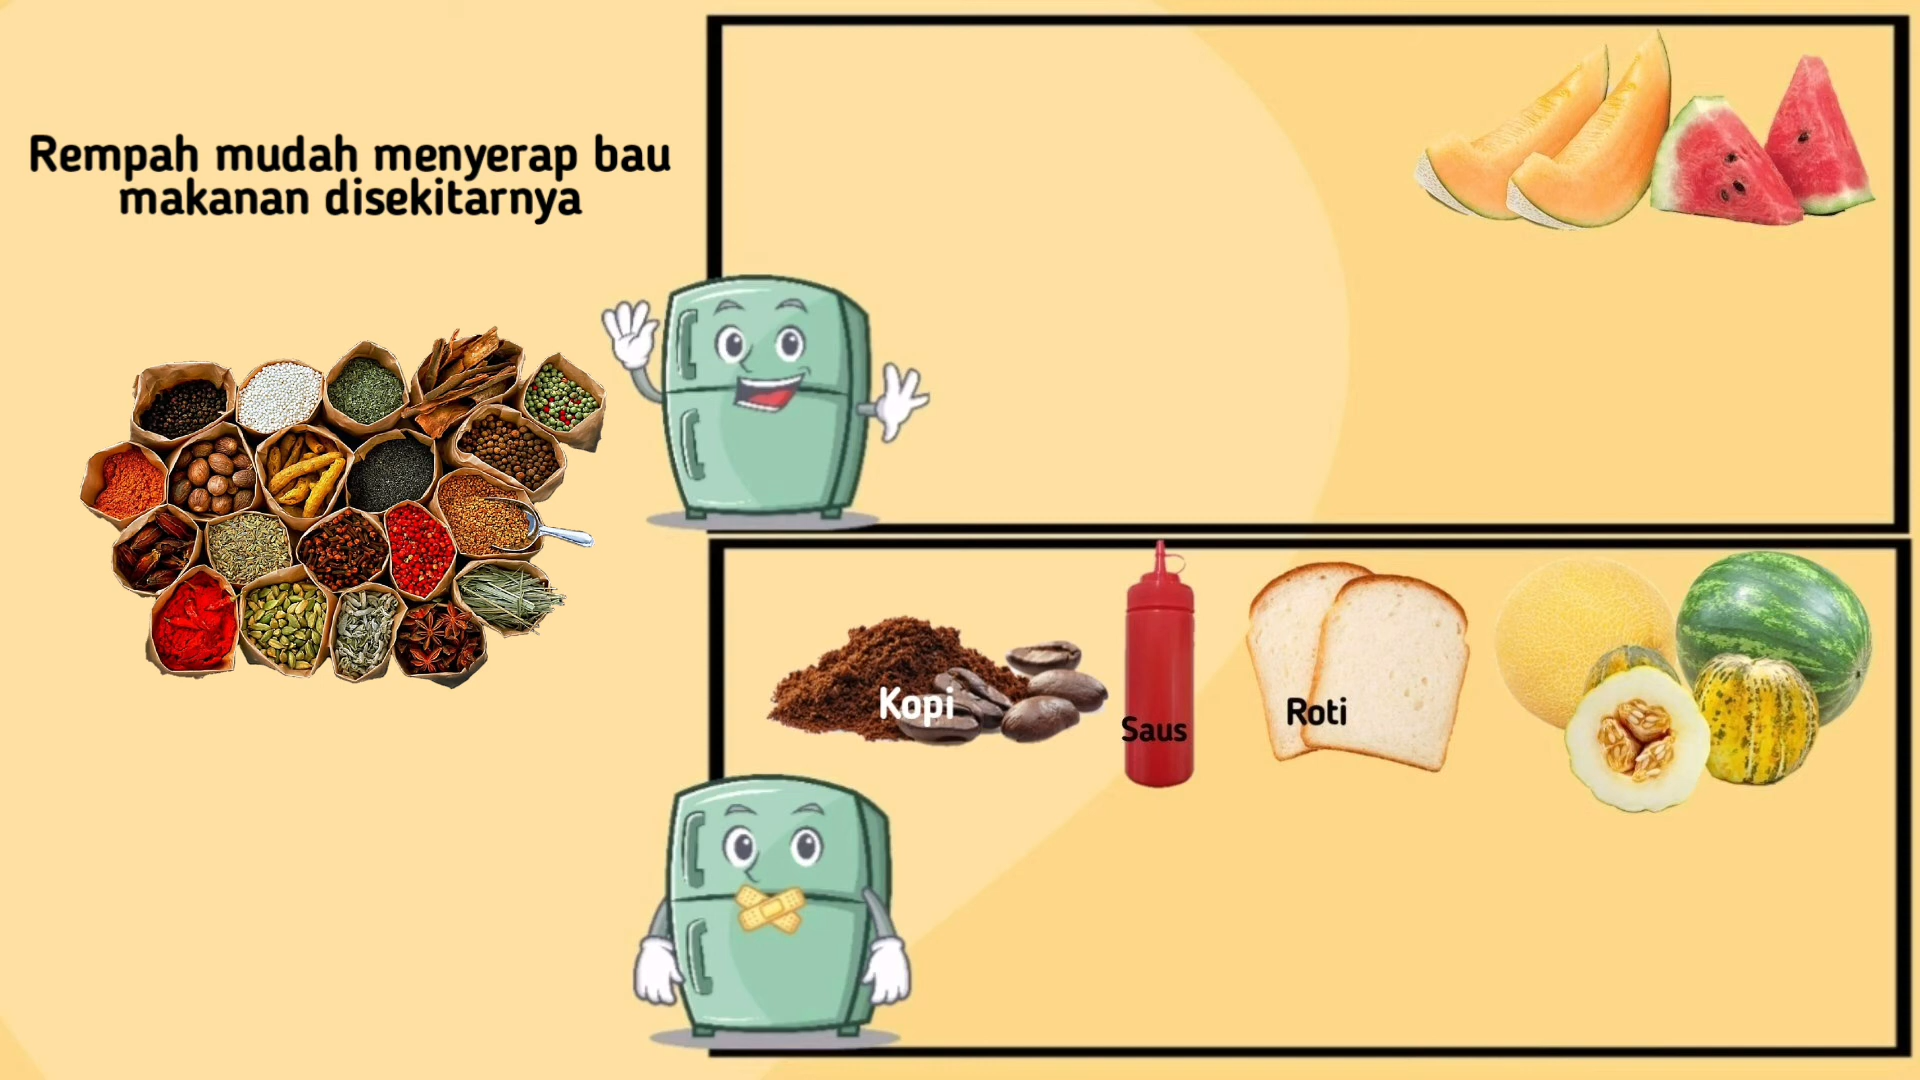 Rempah mudah menyerap bau
makanan disekitarnya
Kopi
Saus
Roti